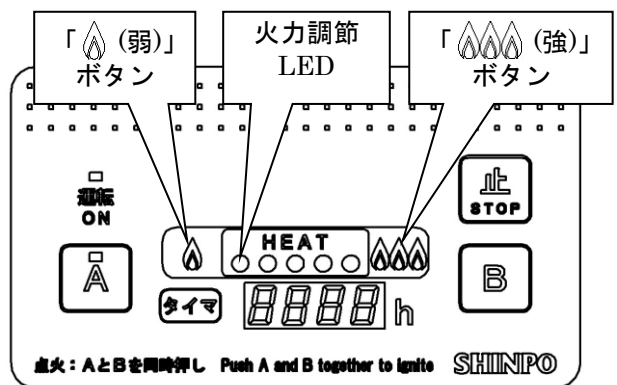 「(弱)」
ボタン
火力調節
LED
「(強)」
ボタン
運転
ON
止
STOP
HEAT
A
B
タイマ
8888 h
点火：AとBを同時押し Push A and B together to ignite
SHINPO